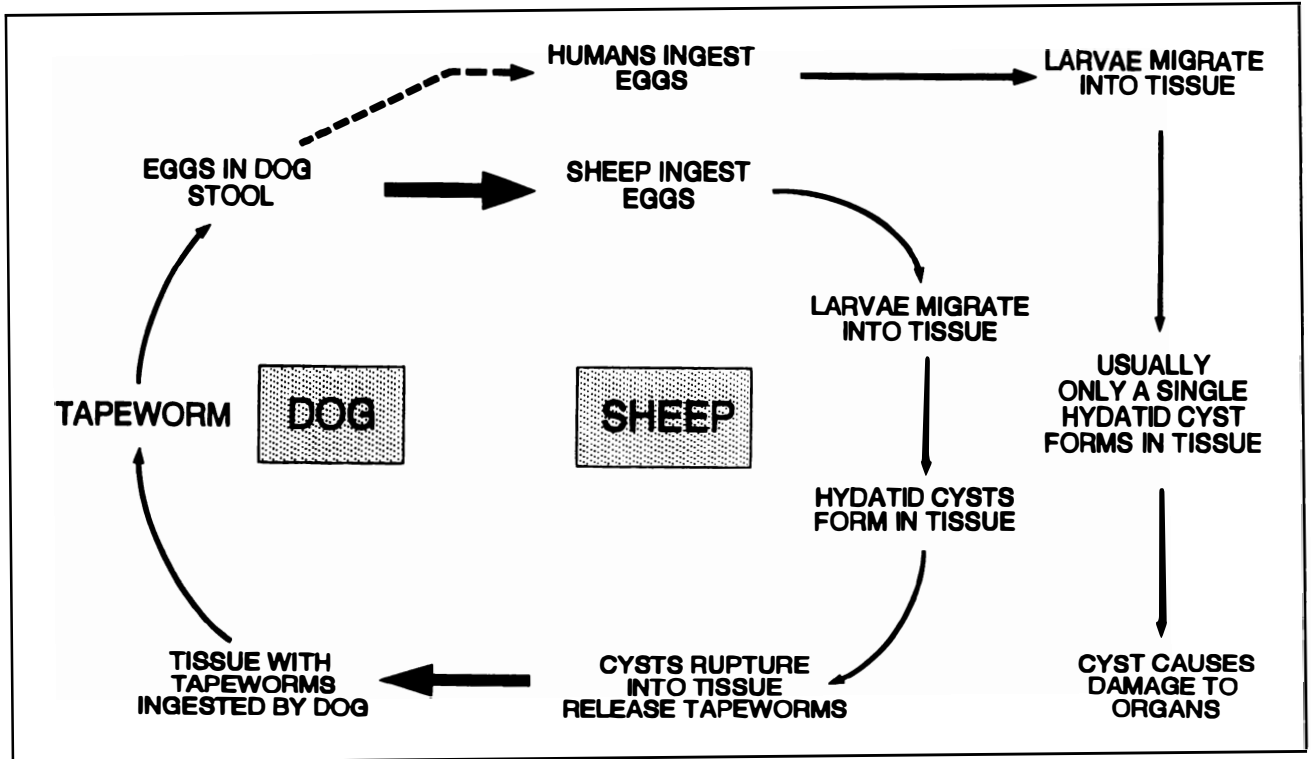 HUMANS INGEST
EGGS
LARVAE MIGRATE
INTO TISSUE
EGGS IN DOG
STOOL
SHEEP INGEST
EGGS
LARVAE MIGRATE
INTO TISSUE
USUALLY
ONLY A SINGLE
HYDATID CYST
FORMS IN TISSUE
TAPEWORM
DOG
SHEEP
HYDATID CYSTS
FORM IN TISSUE
TISSUE WITH
TAPEWORMS
INGESTED BY DOG
CYSTS RUPTURE
INTO TISSUE
RELEASE TAPEWORMS
CYST CAUSES
DAMAGE TO
ORGANS